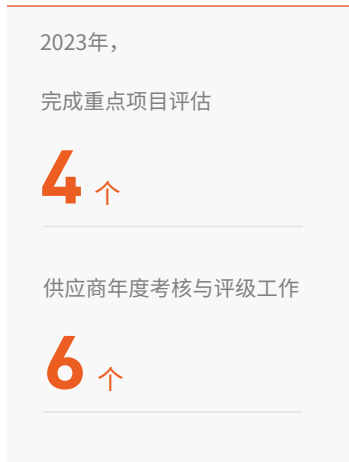 2023年，
完成重点项目评估
4 个
供应商年度考核与评级工作
6 个